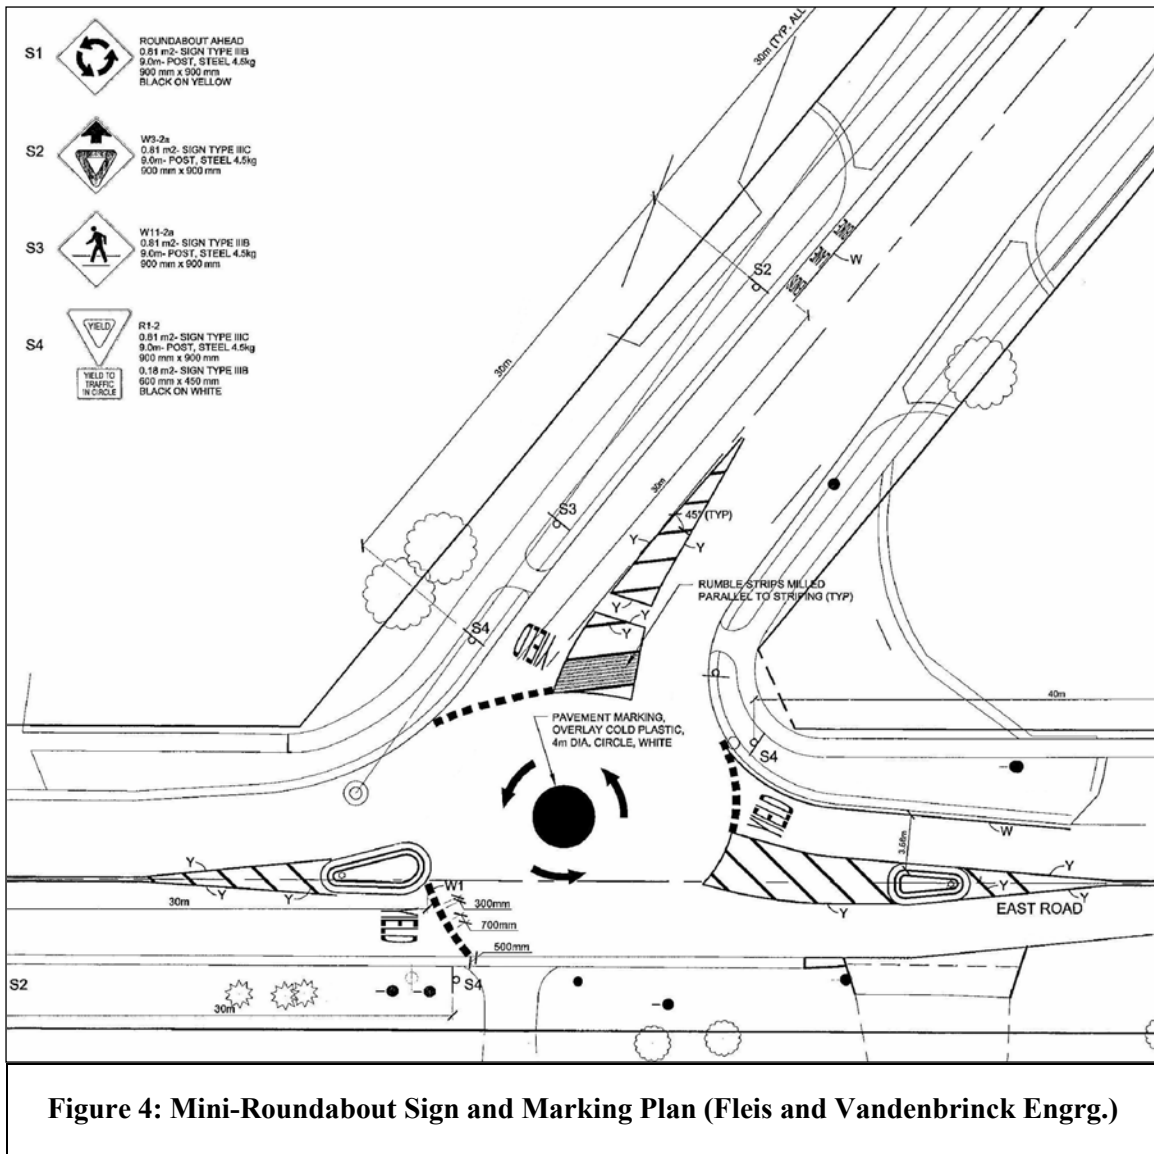 S1
ROUNDABOUT AHEAD
0.81 m2- SIGN TYPE IIIB
9.0m- POST, STEEL 4.5kg
900 mm x 900 mm
BLACK ON YELLOW
S2
W3-2a
0.81 m2- SIGN TYPE IIIC
9.0m- POST, STEEL 4.5kg
900 mm x 900 mm
S3
W11-2a
0.81 m2- SIGN TYPE IIIB
9.0m- POST, STEEL 4.5kg
900 mm x 900 mm
S4
YIELD
R1-2
0.81 m2- SIGN TYPE IIIC
9.0m- POST, STEEL 4.5kg
900 mm x 900 mm
YIELD TO
TRAFFIC
IN CIRCLE
0.18 m2- SIGN TYPE IIIB
600 mm x 450 mm
BLACK ON WHITE
30m (TYP. ALL
S2
W
30m
30m
S3
45° (TYP)
Y
Y
RUMBLE STRIPS MILLED
PARALLEL TO STRIPING (TYP)
Y
Y
Y
Y
S4
YIELD
40m
PAVEMENT MARKING,
OVERLAY COLD PLASTIC,
4m DIA. CIRCLE, WHITE
S4
YIELD
W
3.66m
Y
Y
Y
Y
Y
Y
Y
EAST ROAD
30m
W1
300mm
YIELD
700mm
500mm
S2
S4
30m
Figure 4: Mini-Roundabout Sign and Marking Plan (Fleis and Vandenbrinck Engrg.)